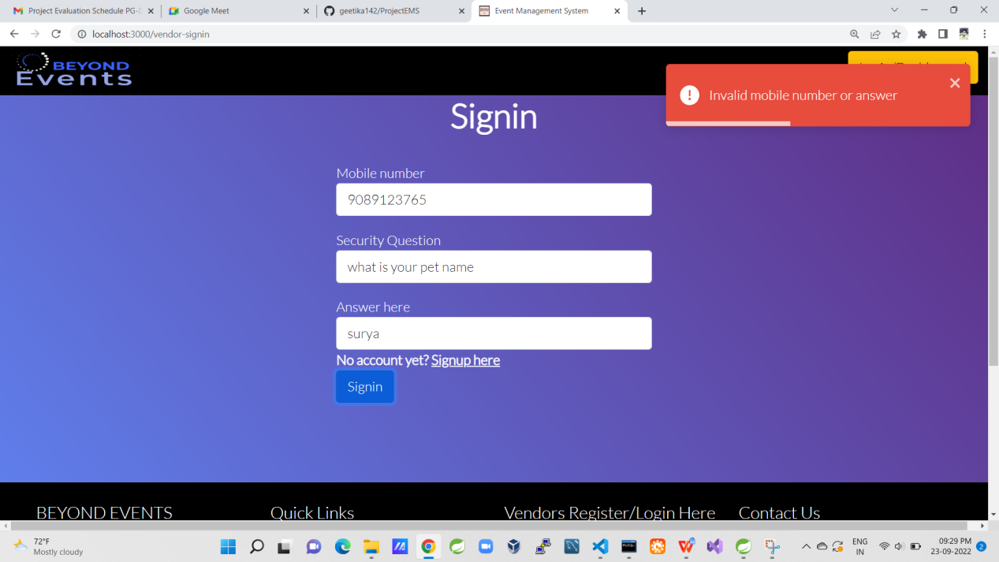 Project Evaluation Schedule PG-D
Google Meet
geetika142/ProjectEMS
Event Management System
localhost:3000/vendor-signin
BEYOND
Events
Invalid mobile number or answer
Signin
Mobile number
9089123765
Security Question
what is your pet name
Answer here
surya
No account yet? Signup here
Signin
BEYOND EVENTS
Quick Links
Vendors Register/Login Here
Contact Us
72°F
Mostly cloudy
ENG
IN
09:29 PM
23-09-2022
2